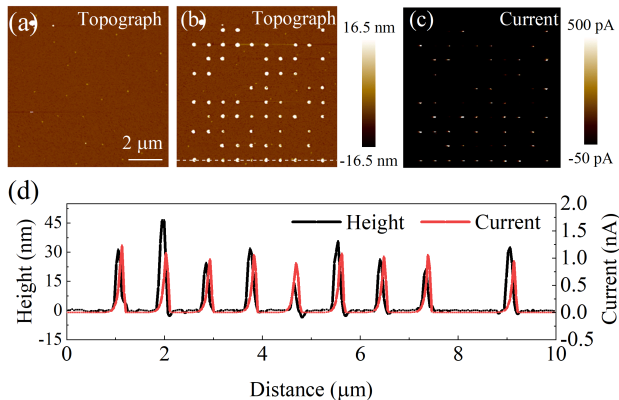 (a) Topograph
2 μm
(b) Topograph
16.5 nm
-16.5 nm
(c) Current
500 pA
-50 pA
(d)
Height
Current
45
30
15
0
-15
Height (nm)
2.0
1.5
1.0
0.5
0.0
-0.5
Current (nA)
0 2 4 6 8 10
Distance (μm)